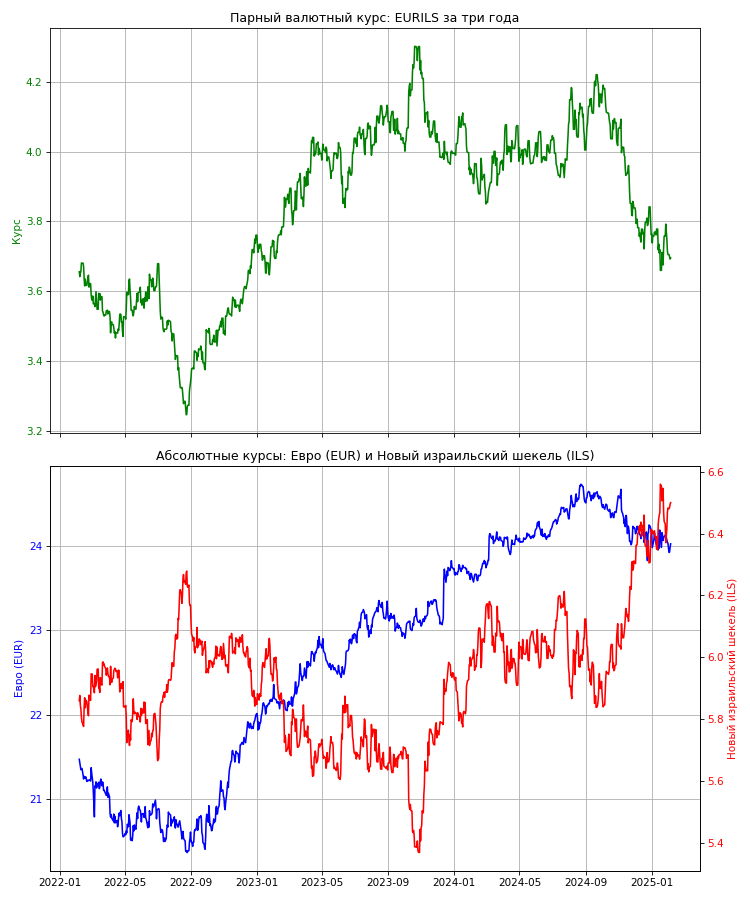 Парный валютный курс: EURILS за три года
Курс
4.2
4.0
3.8
3.6
3.4
3.2
Абсолютные курсы: Евро (EUR) и Новый израильский шекель (ILS)
Евро (EUR)
24
23
22
21
6.6
6.4
6.2
6.0
5.8
5.6
5.4
Новый израильский шекель (ILS)
2022-01 2022-05 2022-09 2023-01 2023-05 2023-09 2024-01 2024-05 2024-09 2025-01